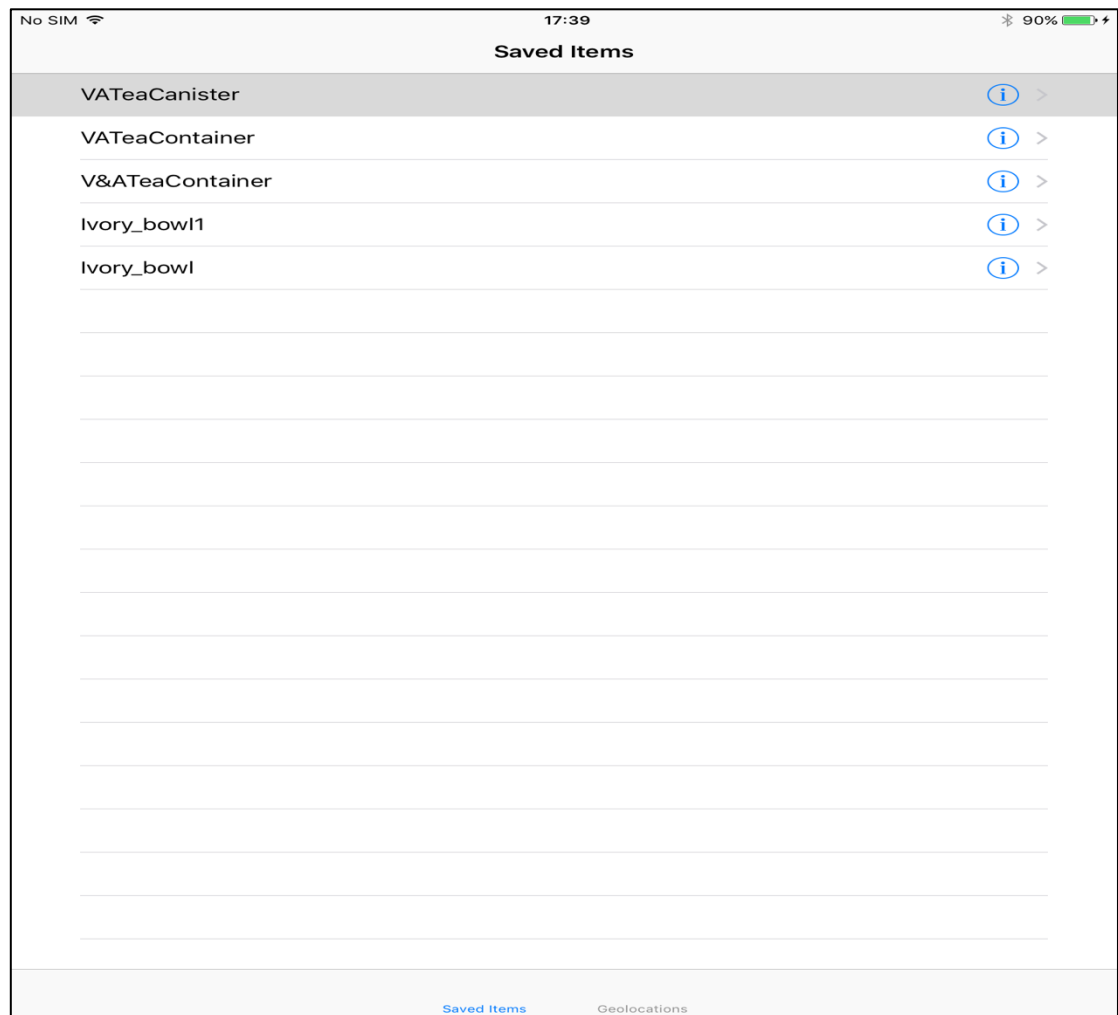 No SIM 17:39 90%
Saved Items
VATeaCanister
VATeaContainer
V&ATeaContainer
Ivory_bowl1
Ivory_bowl
Saved Items Geolocations